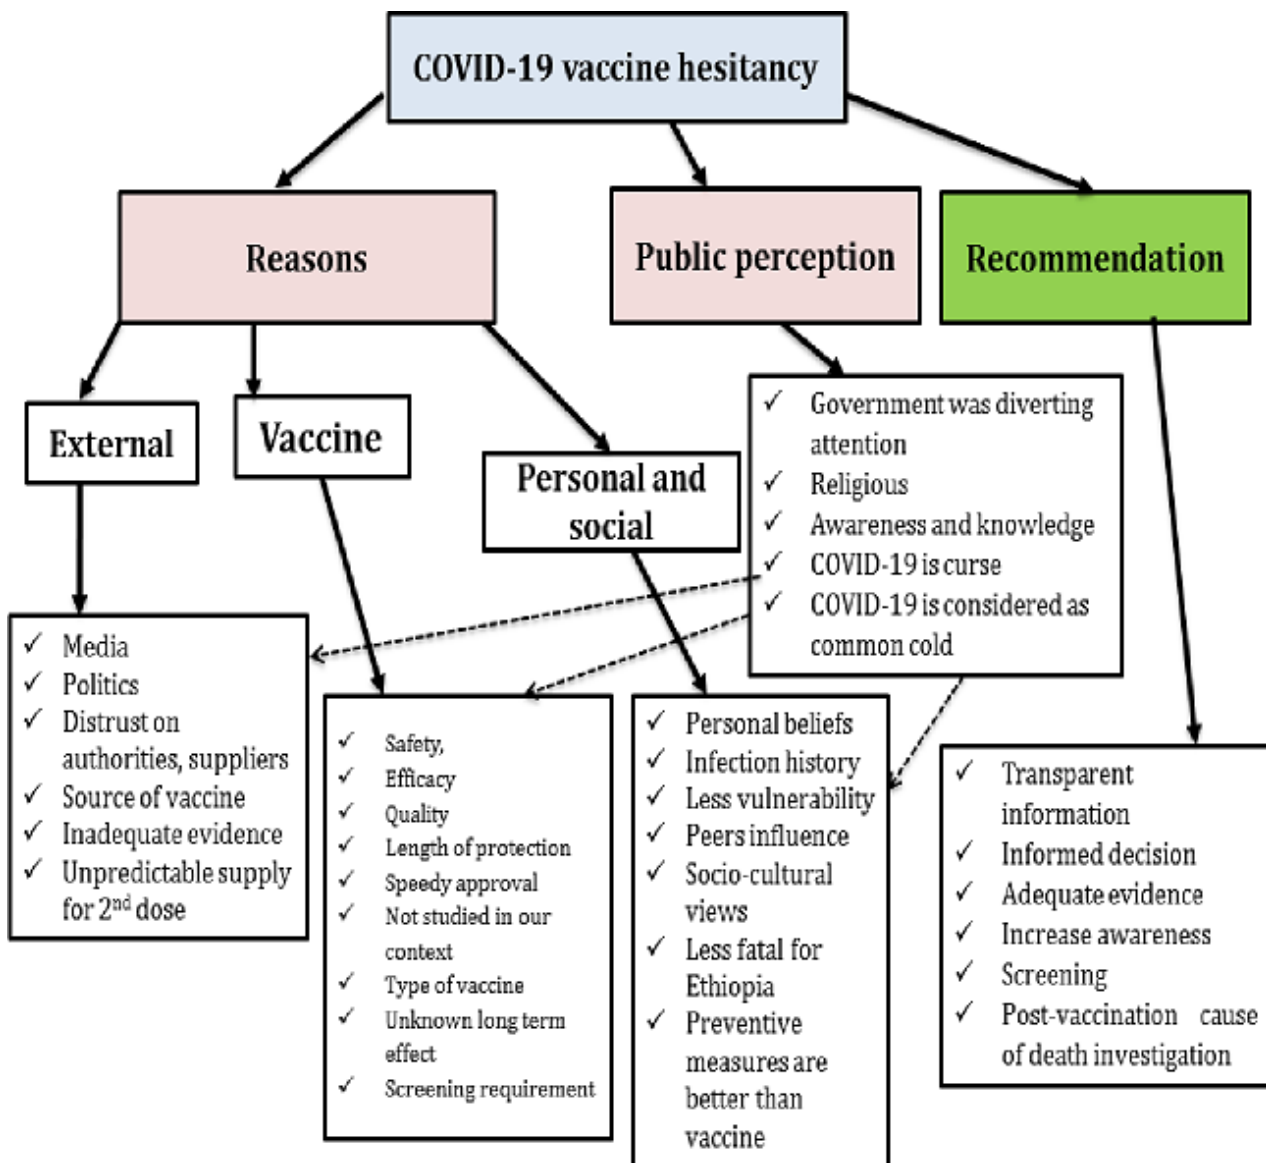 COVID-19 vaccine hesitancy
Reasons
Public perception
Recommendation
External
Vaccine
Personal and
social
✓ Government was diverting
attention
✓ Religious
✓ Awareness and knowledge
✓ COVID-19 is curse
✓ COVID-19 is considered as
common cold
✓ Media
✓ Politics
✓ Distrust on
authorities, suppliers
✓ Source of vaccine
✓ Inadequate evidence
✓ Unpredictable supply
for 2nd dose
✓ Safety,
✓ Efficacy
✓ Quality
✓ Length of protection
✓ Speedy approval
✓ Not studied in our
context
✓ Type of vaccine
✓ Unknown long term
effect
✓ Screening requirement
✓ Personal beliefs
✓ Infection history
✓ Less vulnerability
✓ Peers influence
✓ Socio-cultural
views
✓ Less fatal for
Ethiopia
✓ Preventive
measures are
better than
vaccine
✓ Transparent
information
✓ Informed decision
✓ Adequate evidence
✓ Increase awareness
✓ Screening
✓ Post-vaccination cause
of death investigation